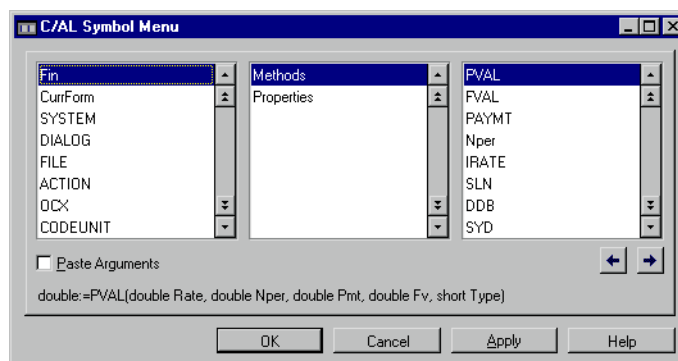 C/AL Symbol Menu
Fin
CurrForm
SYSTEM
DIALOG
FILE
ACTION
OCX
CODEUNIT
Methods
Properties
PVAL
FVAL
PAYMT
Nper
IRATE
SLN
DDB
SYD
Paste Arguments
double:=PVAL(double Rate, double Nper, double Pmt, double Fv, short Type)
OK
Cancel
Apply
Help